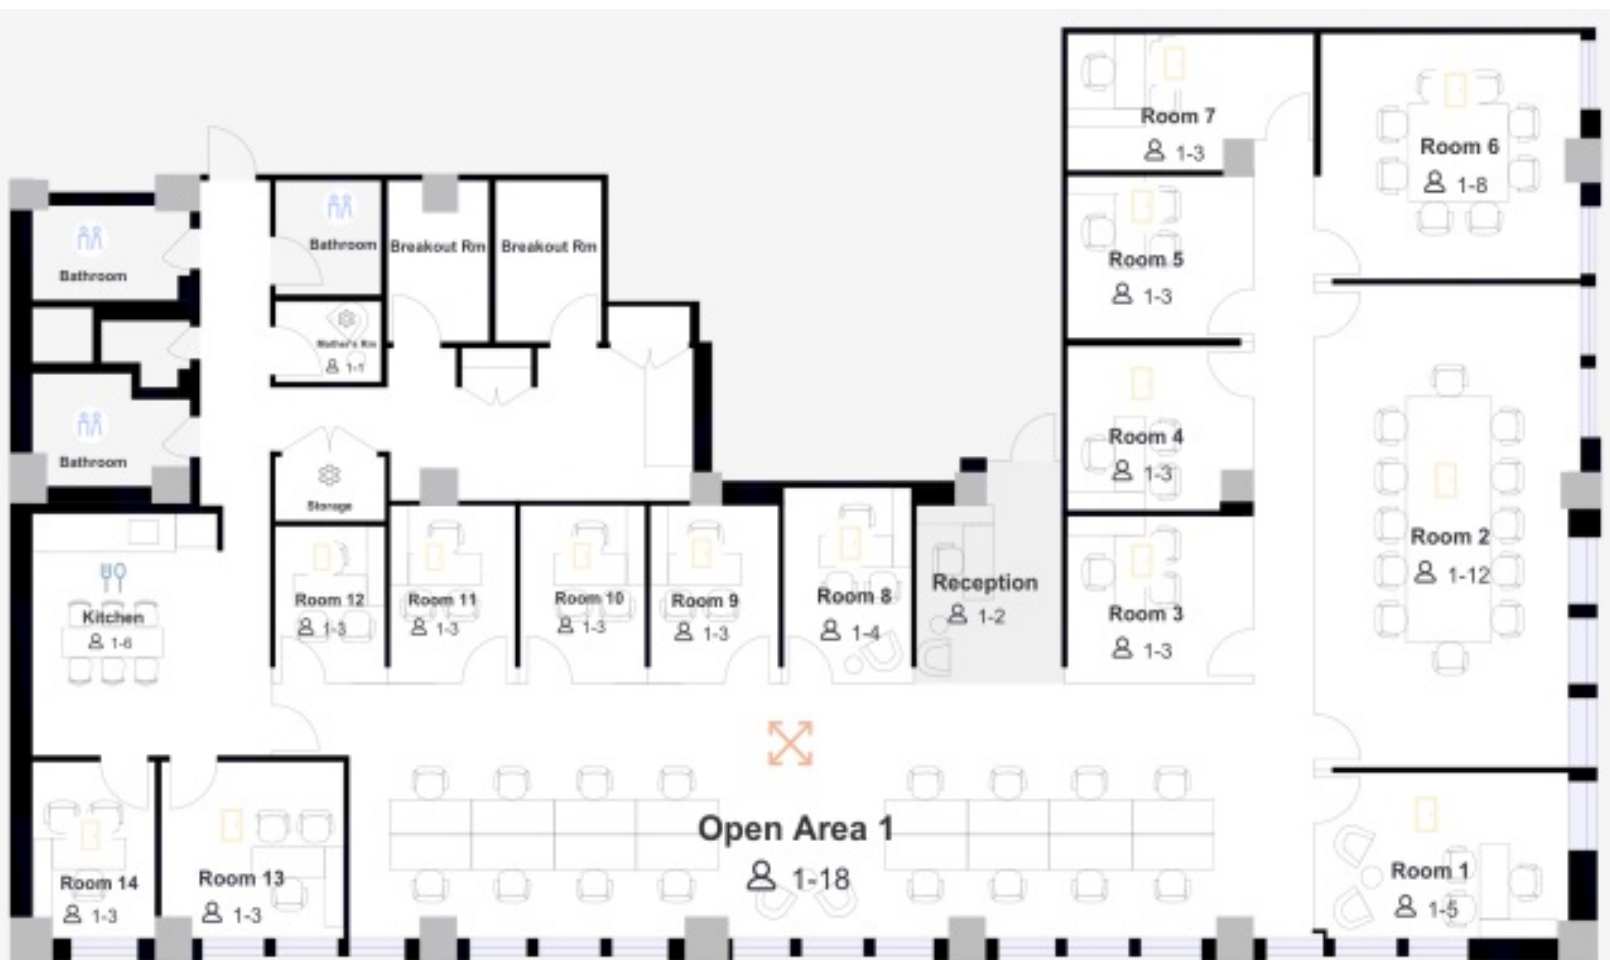 Room 7
1-3
Room 6
1-8
Bathroom
Breakout Rm
Breakout Rm
Bathroom
Room 5
1-3
Mother's Rm
1-1
Room 4
1-3
Bathroom
Storage
Room 2
1-12
Reception
1-2
Room 12
1-3
Room 11
1-3
Room 10
1-3
Room 9
1-3
Room 8
1-4
Room 3
1-3
Kitchen
1-6
Open Area 1
1-18
Room 14
1-3
Room 13
1-3
Room 1
1-5